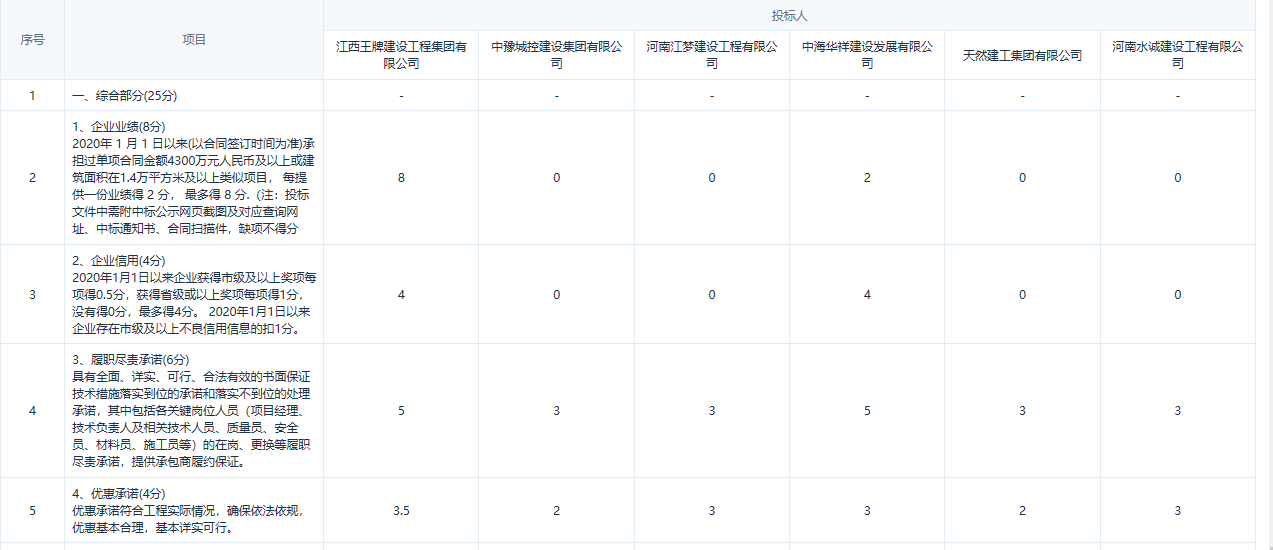 投标人
序号
项目
江西王牌建设工程集团有
限公司
中豫城控建设集团有限公
司
河南江梦建设工程有限公
司
中海华祥建设发展有限公
司
天然建工集团有限公司
河南水诚建设工程有限公
司
1
一、综合部分(25分)
-
-
-
-
-
-
2
1、企业业绩(8分)
2020年 1 月 1 日以来(以合同签订时间为准)承
担过单项合同金额4300万元人民币及以上或建
筑面积在1.4万平方米及以上类似项目， 每提
供一份业绩得 2 分， 最多得 8 分.（注：投标
文件中需附中标公示网页截图及对应查询网
址、中标通知书、合同扫描件，缺项不得分
8
0
0
2
0
0
3
2、企业信用(4分)
2020年1月1日以来企业获得市级及以上奖项每
项得0.5分，获得省级或以上奖项每项得1分，
没有得0分，最多得4分。 2020年1月1日以来
企业存在市级及以上不良信用信息的扣1分。
4
0
0
4
0
0
4
3、履职尽责承诺(6分)
具有全面、详实、可行、合法有效的书面保证
技术措施落实到位的承诺和落实不到位的处理
承诺，其中包括各关键岗位人员（项目经理、
技术负责人及相关技术人员、质量员、安全
员、材料员、施工员等）的在岗、更换等履职
尽责承诺，提供承包商履约保证。
5
3
3
5
3
3
5
4、优惠承诺(4分)
优惠承诺符合工程实际情况，确保依法依规，
优惠基本合理，基本详实可行。
3.5
2
3
3
2
3